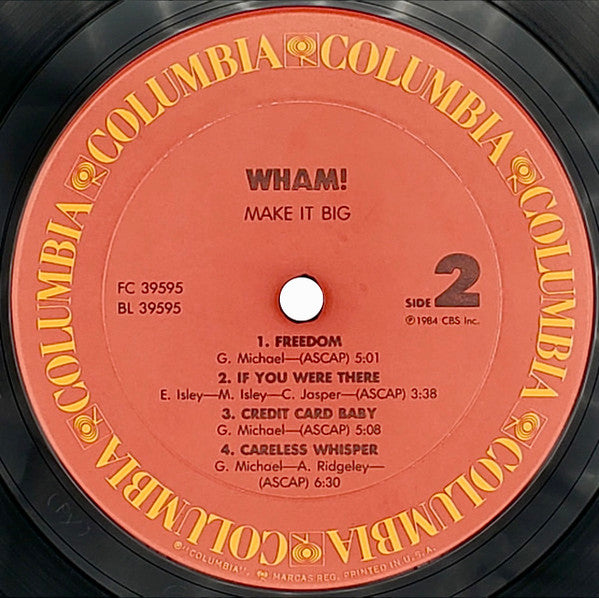 COLUMBIA COLUMBIA COLUMBIA COLUMBIA COLUMBIA COLUMBIA COLUMBIA COLUMBIA
WHAM!
MAKE IT BIG
FC 39595
BL 39595
SIDE 2
℗1984 CBS Inc.
1. FREEDOM
G. Michael—(ASCAP) 5:01
2. IF YOU WERE THERE
E. Isley—M. Isley—C. Jasper—(ASCAP) 3:38
3. CREDIT CARD BABY
G. Michael—(ASCAP) 5:08
4. CARELESS WHISPER
G. Michael—A. Ridgeley—
(ASCAP) 6:30
"COLUMBIA", MARCAS REG. PRINTED IN U.S.A.